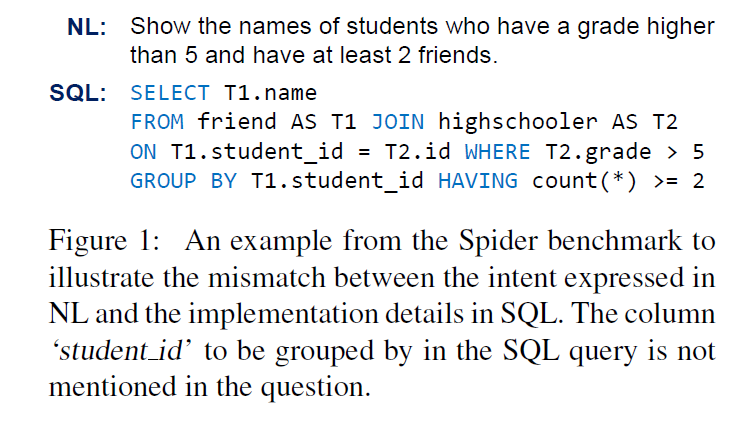 NL: Show the names of students who have a grade higher
than 5 and have at least 2 friends.
SQL: SELECT T1.name
FROM friend AS T1 JOIN highschooler AS T2
ON T1.student_id = T2.id WHERE T2.grade > 5
GROUP BY T1.student_id HAVING count(*) >= 2
Figure 1: An example from the Spider benchmark to
illustrate the mismatch between the intent expressed in
NL and the implementation details in SQL. The column
‘student_id’ to be grouped by in the SQL query is not
mentioned in the question.